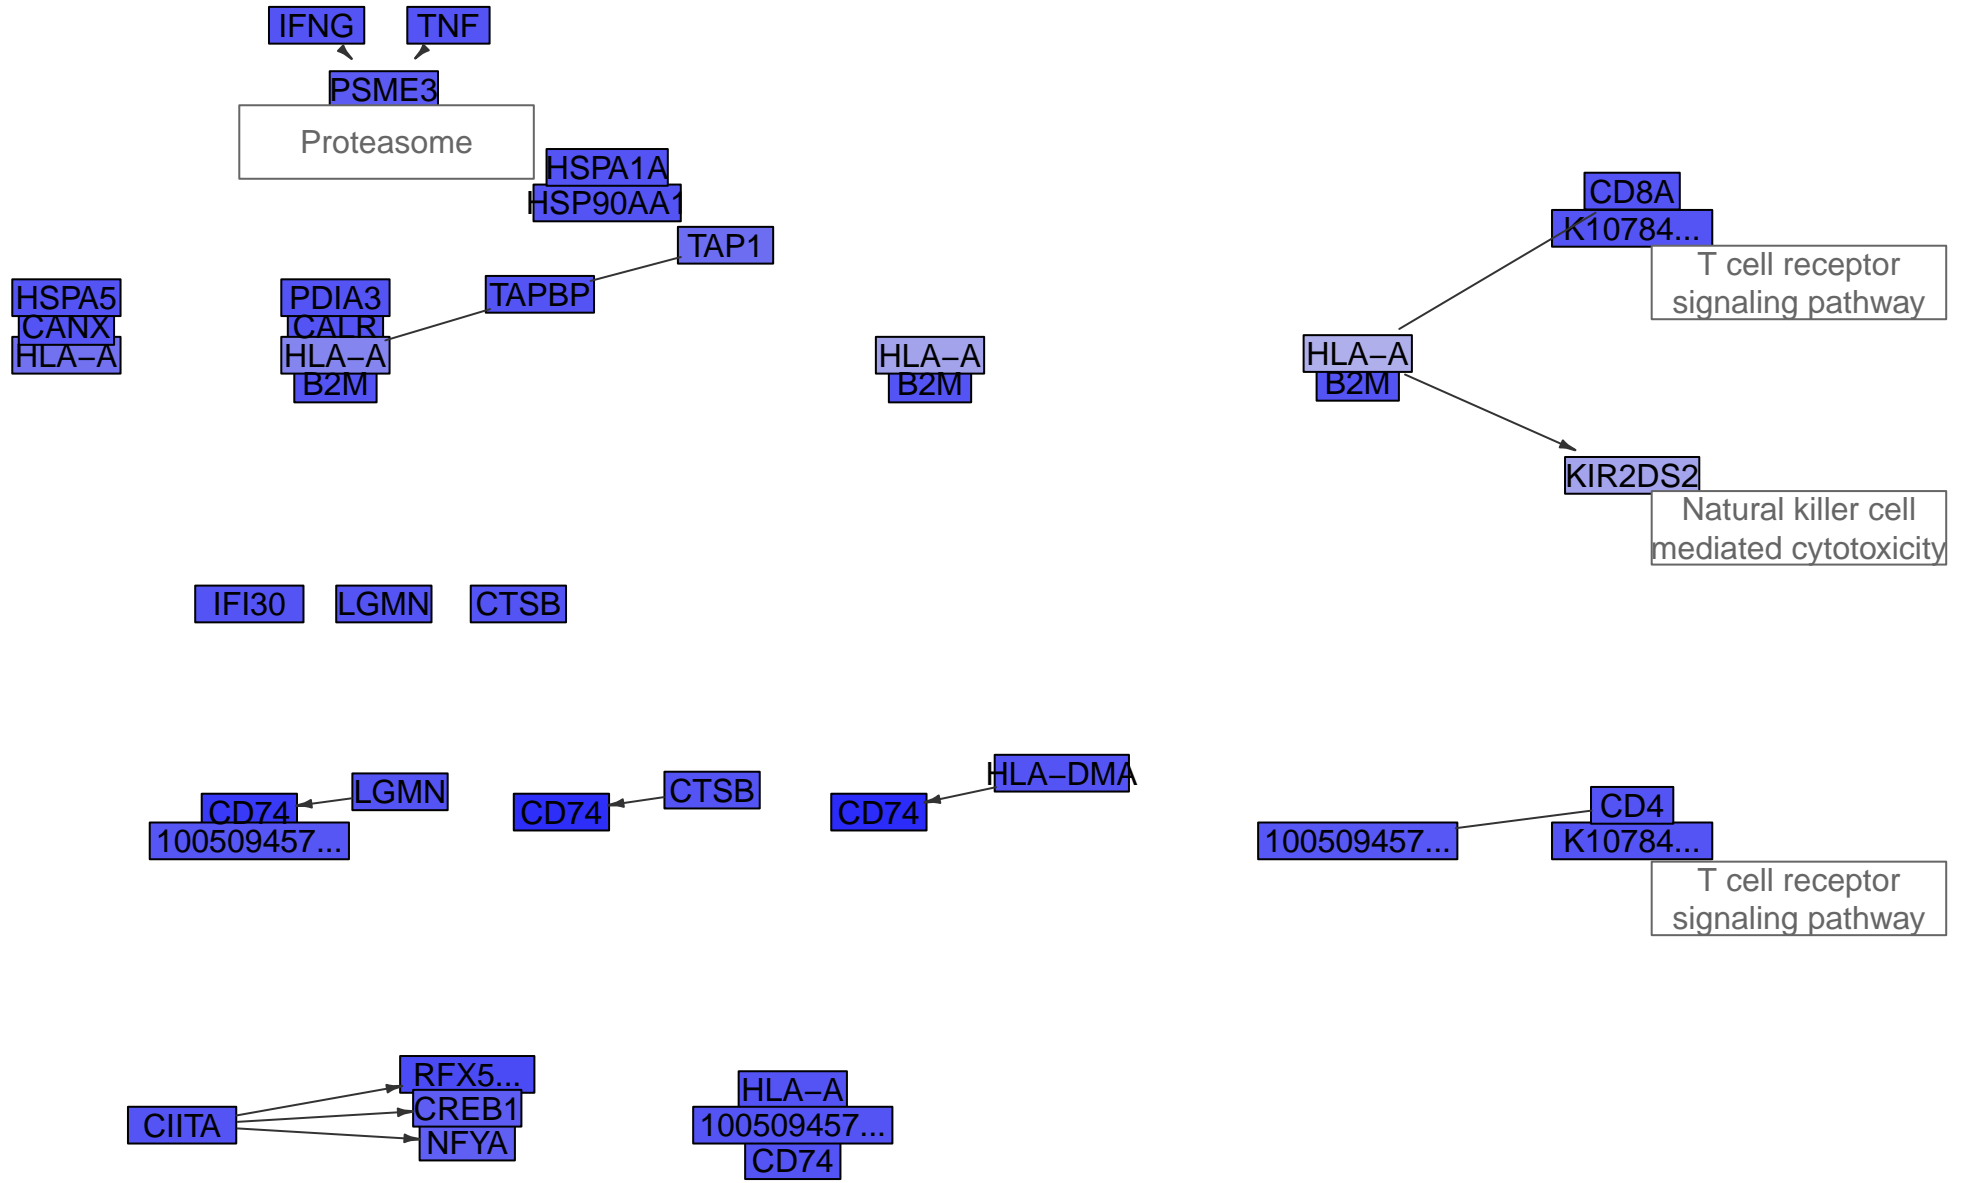 IFNG
TNF
PSME3
Proteasome
HSPA1A
HSP90AA1
TAP1
TAPBP
CD8A
K10784...
T cell receptor
signaling pathway
HSPA5
CANX
HLA−A
PDIA3
CALR
HLA−A
B2M
HLA−A
B2M
HLA−A
B2M
KIR2DS2
Natural killer cell
mediated cytotoxicity
IFI30
LGMN
CTSB
LGMN
CD74
100509457...
CTSB
CD74
HLA−DMA
CD74
CD4
100509457...
K10784...
T cell receptor
signaling pathway
CIITA
RFX5...
CREB1
NFYA
HLA−A
100509457...
CD74